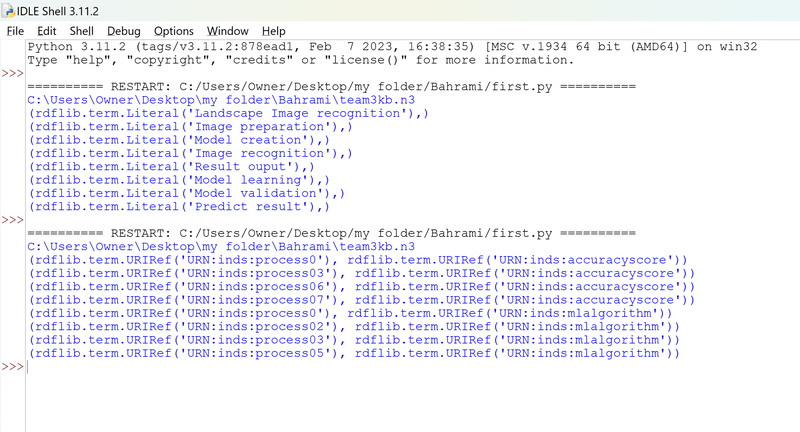 IDLE Shell 3.11.2
File Edit Shell Debug Options Window Help
Python 3.11.2 (tags/v3.11.2:878ead1, Feb  7 2023, 16:38:35) [MSC v.1934 64 bit (AMD64)] on win32
Type "help", "copyright", "credits" or "license()" for more information.
>>>
========== RESTART: C:/Users/Owner/Desktop/my folder/Bahrami/first.py ==========
C:\Users\Owner\Desktop\my folder\Bahrami\team3kb.n3
(rdflib.term.Literal('Landscape Image recognition'),)
(rdflib.term.Literal('Image preparation'),)
(rdflib.term.Literal('Model creation'),)
(rdflib.term.Literal('Image recognition'),)
(rdflib.term.Literal('Result ouput'),)
(rdflib.term.Literal('Model learning'),)
(rdflib.term.Literal('Model validation'),)
(rdflib.term.Literal('Predict result'),)
>>>
========== RESTART: C:/Users/Owner/Desktop/my folder/Bahrami/first.py ==========
C:\Users\Owner\Desktop\my folder\Bahrami\team3kb.n3
(rdflib.term.URIRef('URN:inds:process0'), rdflib.term.URIRef('URN:inds:accuracyscore'))
(rdflib.term.URIRef('URN:inds:process03'), rdflib.term.URIRef('URN:inds:accuracyscore'))
(rdflib.term.URIRef('URN:inds:process06'), rdflib.term.URIRef('URN:inds:accuracyscore'))
(rdflib.term.URIRef('URN:inds:process07'), rdflib.term.URIRef('URN:inds:accuracyscore'))
(rdflib.term.URIRef('URN:inds:process0'), rdflib.term.URIRef('URN:inds:mlalgorithm'))
(rdflib.term.URIRef('URN:inds:process02'), rdflib.term.URIRef('URN:inds:mlalgorithm'))
(rdflib.term.URIRef('URN:inds:process03'), rdflib.term.URIRef('URN:inds:mlalgorithm'))
(rdflib.term.URIRef('URN:inds:process05'), rdflib.term.URIRef('URN:inds:mlalgorithm'))
>>>